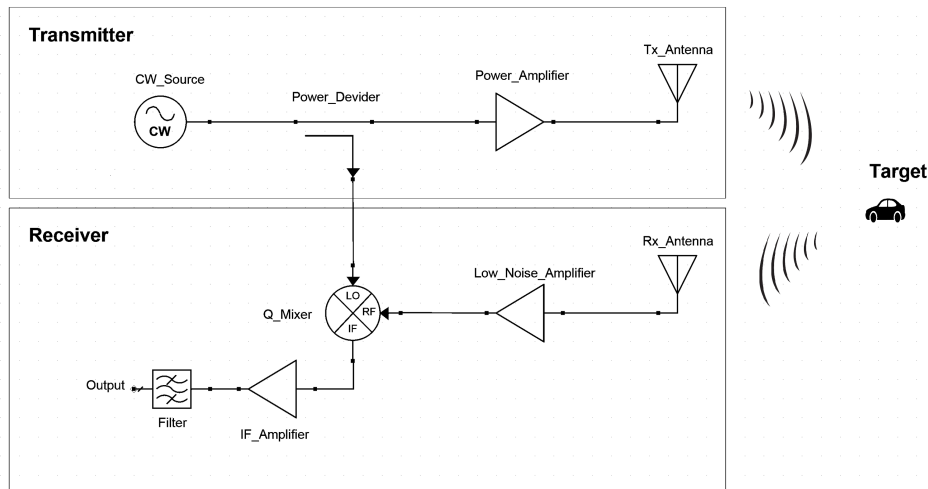 Transmitter
Tx_Antenna
CW_Source
Power_Amplifier
Power_Devider
CW
Target
Receiver
Rx_Antenna
Low_Noise_Amplifier
LO
Q_Mixer
RF
IF
Output
Filter
IF_Amplifier